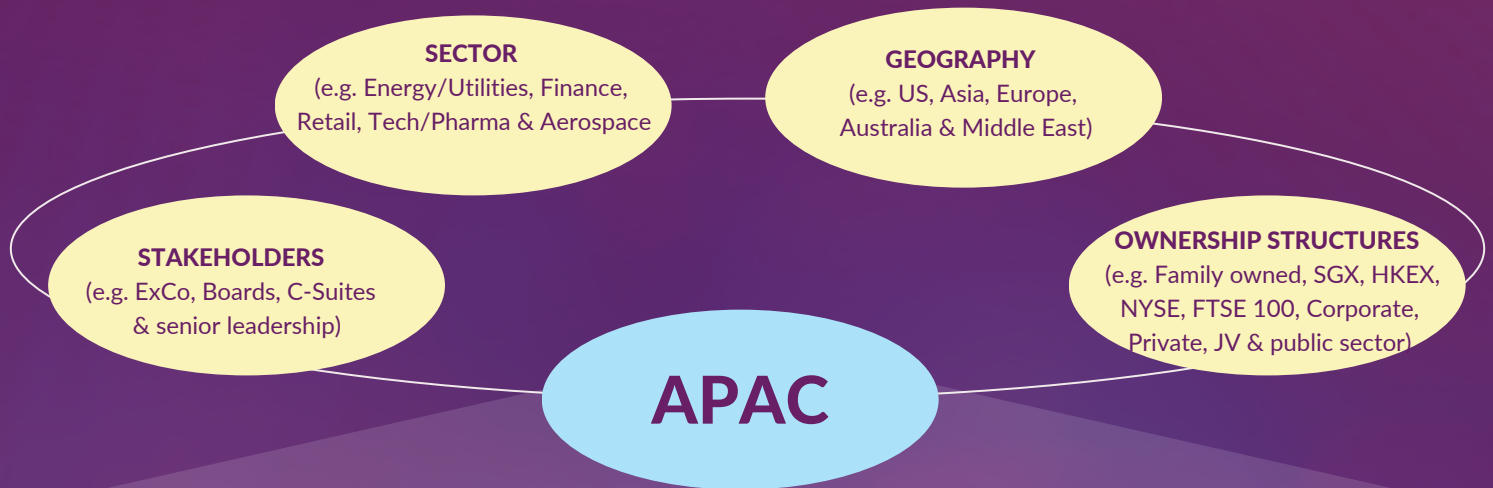 SECTOR
(e.g. Energy/Utilities, Finance,
Retail, Tech/Pharma & Aerospace
GEOGRAPHY
(e.g. US, Asia, Europe,
Australia & Middle East)
STAKEHOLDERS
(e.g. ExCo, Boards, C-Suites
& senior leadership)
OWNERSHIP STRUCTURES
(e.g. Family owned, SGX, HKEX,
NYSE, FTSE 100, Corporate,
Private, JV & public sector)
APAC